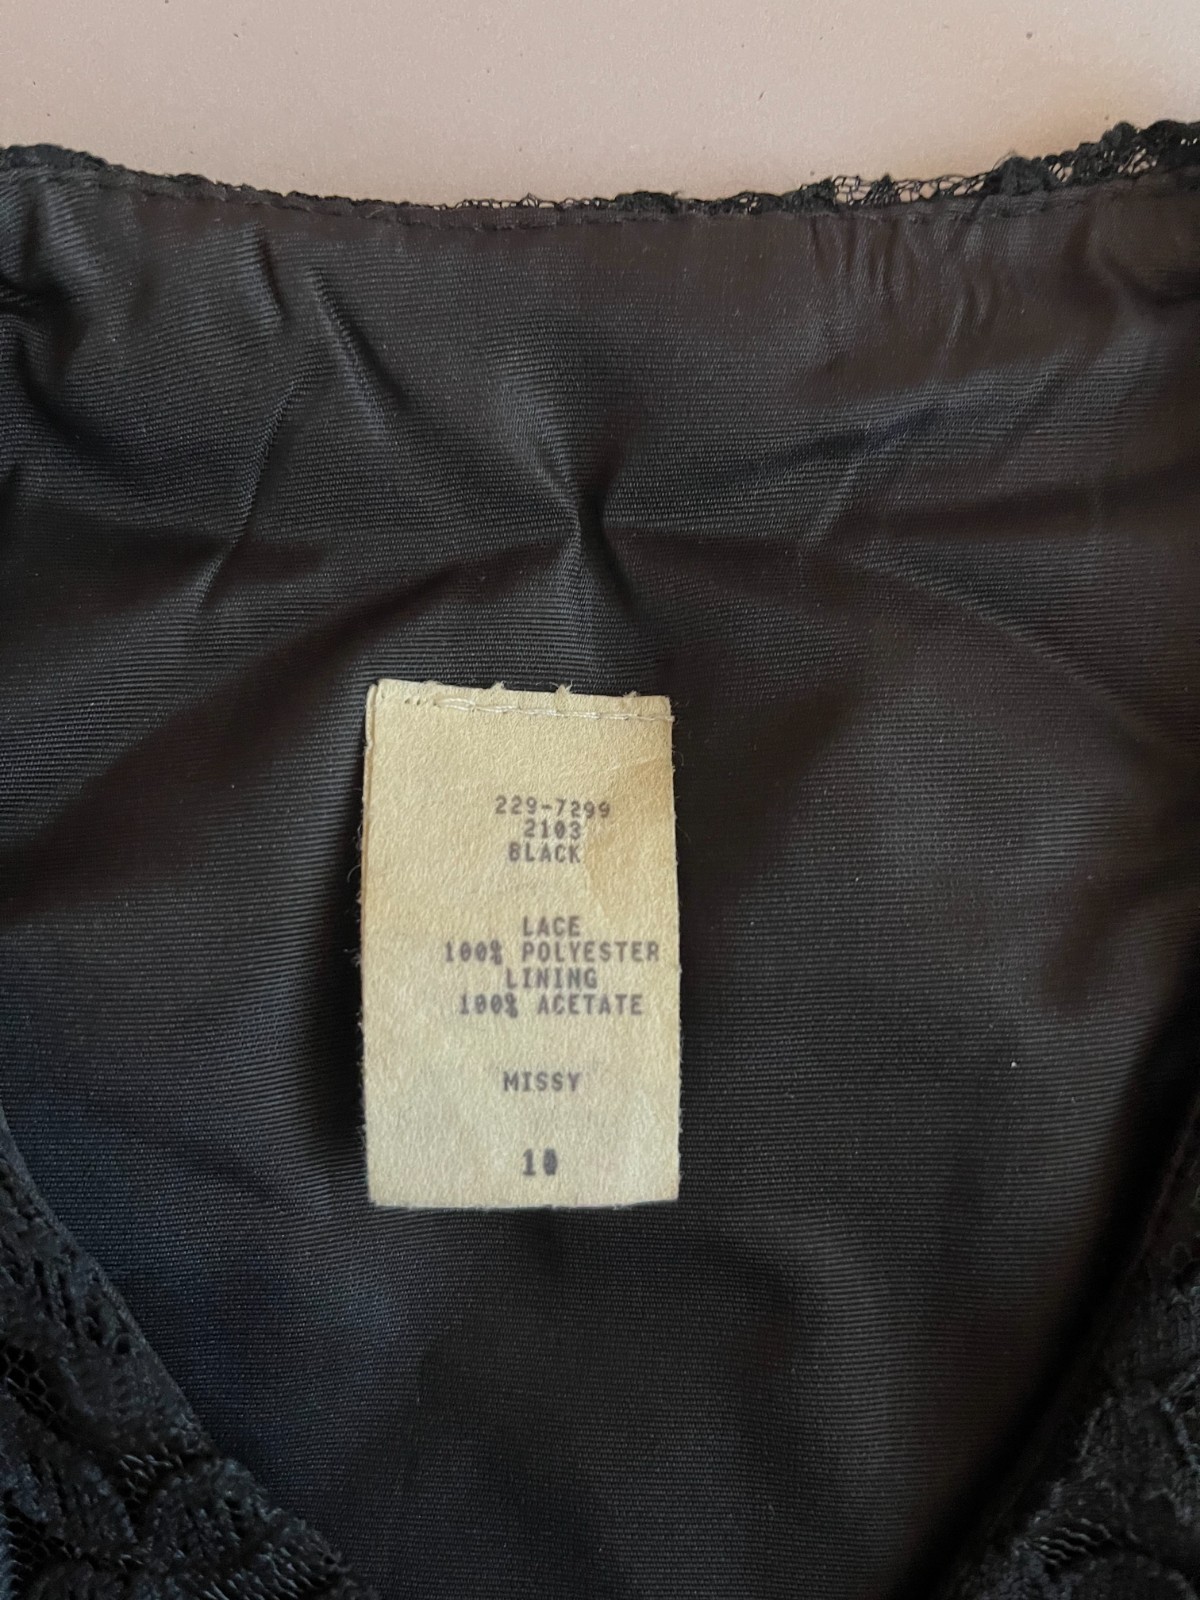 229-7299
2103
BLACK
LACE
100% POLYESTER
LINING
100% ACETATE
MISSY
10